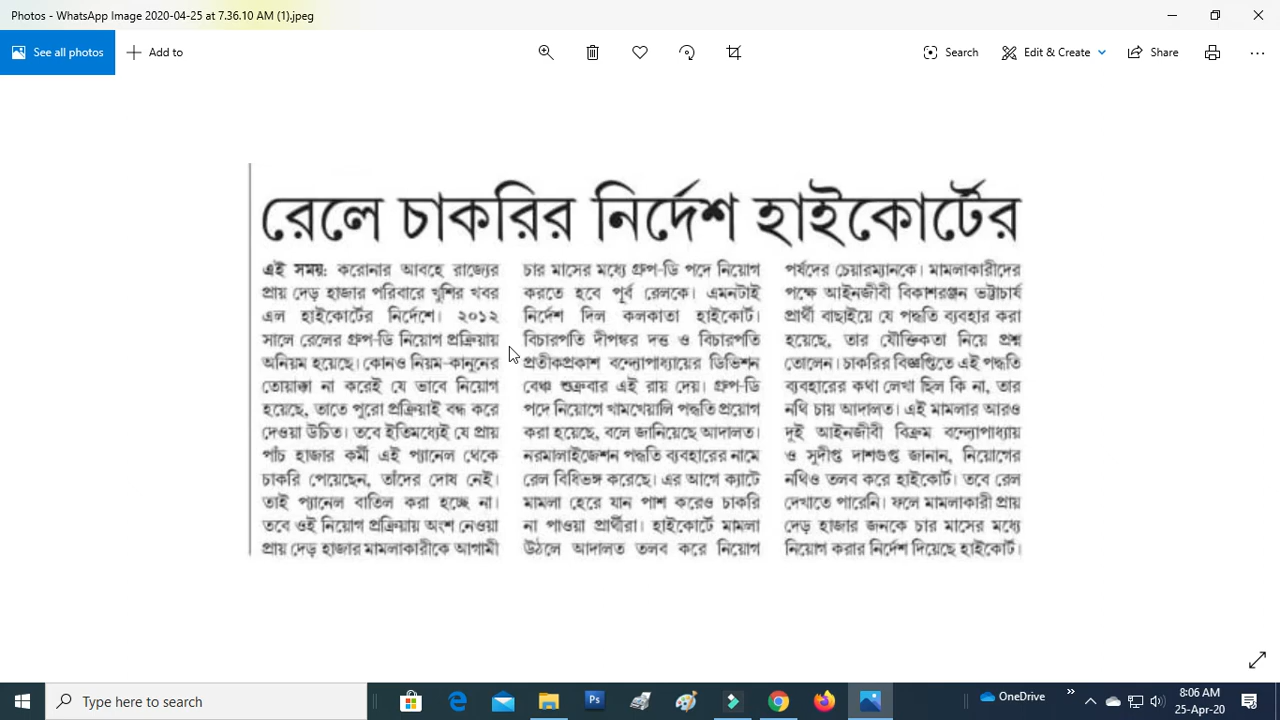 Photos - WhatsApp Image 2020-04-25 at 7.36.10 AM (1).jpeg
See all photos
Add to
Search
Edit & Create
Share
রেলে চাকরির নির্দেশ হাইকোর্টের
এই সময়: করোনার আবহে রাজ্যের
প্রায় দেড় হাজার পরিবারে খুশির খবর
এল হাইকোর্টের নির্দেশে। ২০১২
সালে রেলের গ্রুপ-ডি নিয়োগ প্রক্রিয়ায়
অনিয়ম হয়েছে। কোনও নিয়ম-কানুনের
তোয়াক্কা না করেই যে ভাবে নিয়োগ
হয়েছে, তাতে পুরো প্রক্রিয়াই বন্ধ করে
দেওয়া উচিত। তবে ইতিমধ্যেই যে প্রায়
পাঁচ হাজার কর্মী এই প্যানেল থেকে
চাকরি পেয়েছেন, তাঁদের দোষ নেই।
তাই প্যানেল বাতিল করা হচ্ছে না।
তবে ওই নিয়োগ প্রক্রিয়ায় অংশ নেওয়া
প্রায় দেড় হাজার মামলাকারীকে আগামী
চার মাসের মধ্যে গ্রুপ-ডি পদে নিয়োগ
করতে হবে পূর্ব রেলকে। এমনটাই
নির্দেশ দিল কলকাতা হাইকোর্ট।
বিচারপতি দীপঙ্কর দত্ত ও বিচারপতি
প্রতীকপ্রকাশ বন্দ্যোপাধ্যায়ের ডিভিশন
বেঞ্চ শুক্রবার এই রায় দেয়। গ্রুপ-ডি
পদে নিয়োগে খামখেয়ালি পদ্ধতি প্রয়োগ
করা হয়েছে, বলে জানিয়েছে আদালত।
নরমালাইজেশন পদ্ধতি ব্যবহারের নামে
রেল বিধিভঙ্গ করেছে। এর আগে ক্যাটে
মামলা হেরে যান পাশ করেও চাকরি
না পাওয়া প্রার্থীরা। হাইকোর্টে মামলা
উঠলে আদালত তলব করে নিয়োগ
পর্ষদের চেয়ারম্যানকে। মামলাকারীদের
পক্ষে আইনজীবী বিকাশরঞ্জন ভট্টাচার্য
প্রার্থী বাছাইয়ে যে পদ্ধতি ব্যবহার করা
হয়েছে, তার যৌক্তিকতা নিয়ে প্রশ্ন
তোলেন। চাকরির বিজ্ঞপ্তিতে এই পদ্ধতি
ব্যবহারের কথা লেখা ছিল কি না, তার
নথি চায় আদালত। এই মামলার আরও
দুই আইনজীবী বিক্রম বন্দ্যোপাধ্যায়
ও সুদীপ্ত দাশগুপ্ত জানান, নিয়োগের
নথিও তলব করে হাইকোর্ট। তবে রেল
দেখাতে পারেনি। ফলে মামলাকারী প্রায়
দেড় হাজার জনকে চার মাসের মধ্যে
নিয়োগ করার নির্দেশ দিয়েছে হাইকোর্ট।
Type here to search
Ps
OneDrive
8:06 AM
25-Apr-20